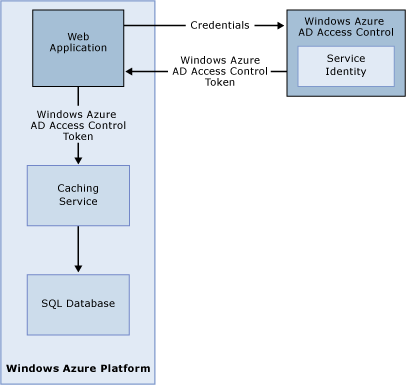 Web
Application
Credentials
Windows Azure
AD Access Control
Service
Identity
Windows Azure
AD Access Control
Token
Windows Azure
AD Access Control
Token
Caching
Service
SQL Database
Windows Azure Platform